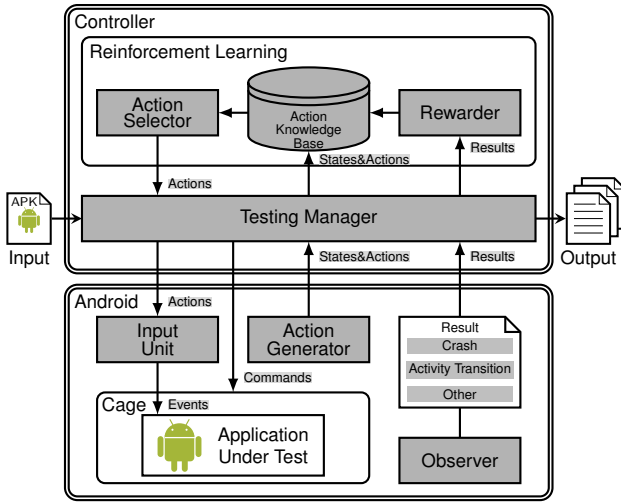 Controller
Reinforcement Learning
Action
Selector
Action
Knowledge
Base
Rewarder
Actions
States&Actions
Results
APK
Input
Testing Manager
Output
States&Actions
Results
Android
Actions
Input
Unit
Action
Generator
Result
Crash
Activity Transition
Other
Commands
Cage
Events
Application
Under Test
Observer